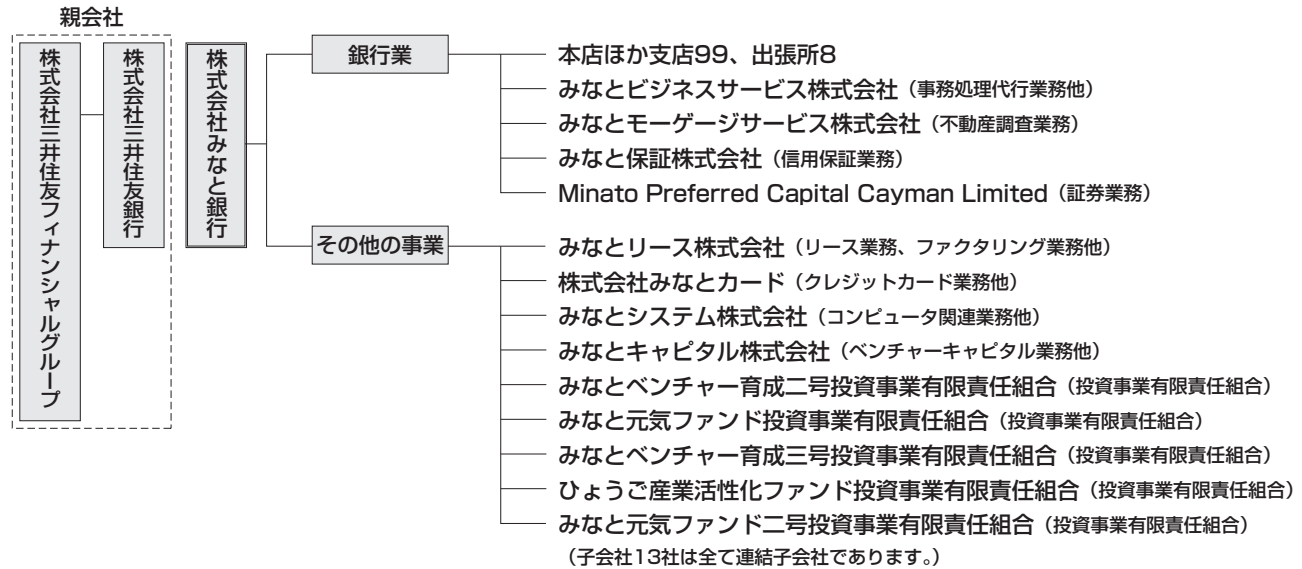 親会社
株式会社三井住友フィナンシャルグループ
株式会社三井住友銀行
株式会社みなと銀行
銀行業
本店ほか支店99、出張所8
みなとビジネスサービス株式会社（事務処理代行業務他）
みなとモーゲージサービス株式会社（不動産調査業務）
みなと保証株式会社（信用保証業務）
Minato Preferred Capital Cayman Limited（証券業務）
その他の事業
みなとリース株式会社（リース業務、ファクタリング業務他）
株式会社みなとカード（クレジットカード業務他）
みなとシステム株式会社（コンピュータ関連業務他）
みなとキャピタル株式会社（ベンチャーキャピタル業務他）
みなとベンチャー育成二号投資事業有限責任組合（投資事業有限責任組合）
みなと元気ファンド投資事業有限責任組合（投資事業有限責任組合）
みなとベンチャー育成三号投資事業有限責任組合（投資事業有限責任組合）
ひょうご産業活性化ファンド投資事業有限責任組合（投資事業有限責任組合）
みなと元気ファンド二号投資事業有限責任組合（投資事業有限責任組合）
（子会社13社は全て連結子会社であります。）